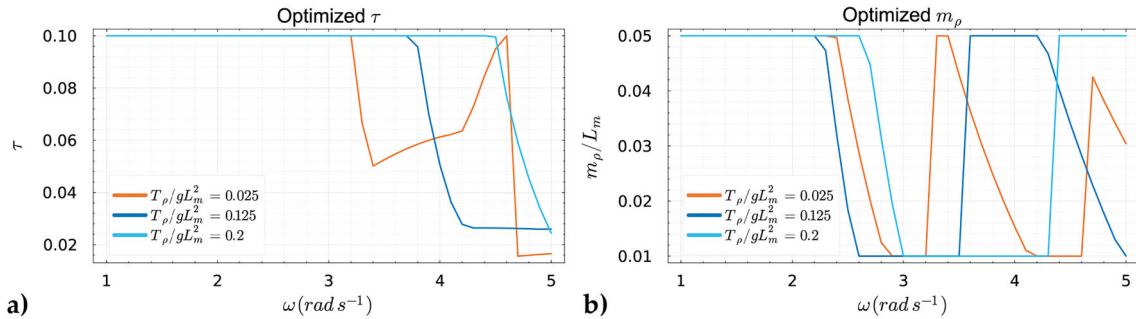 Optimized τ
0.10
0.08
0.06
0.04
0.02
τ
T_ρ/gL_m^2 = 0.025
T_ρ/gL_m^2 = 0.125
T_ρ/gL_m^2 = 0.2
1 2 3 4 5
ω(rad s^{-1})
a)
Optimized m_ρ
0.05
0.04
0.03
0.02
0.01
m_ρ/L_m
T_ρ/gL_m^2 = 0.025
T_ρ/gL_m^2 = 0.125
T_ρ/gL_m^2 = 0.2
1 2 3 4 5
ω(rad s^{-1})
b)